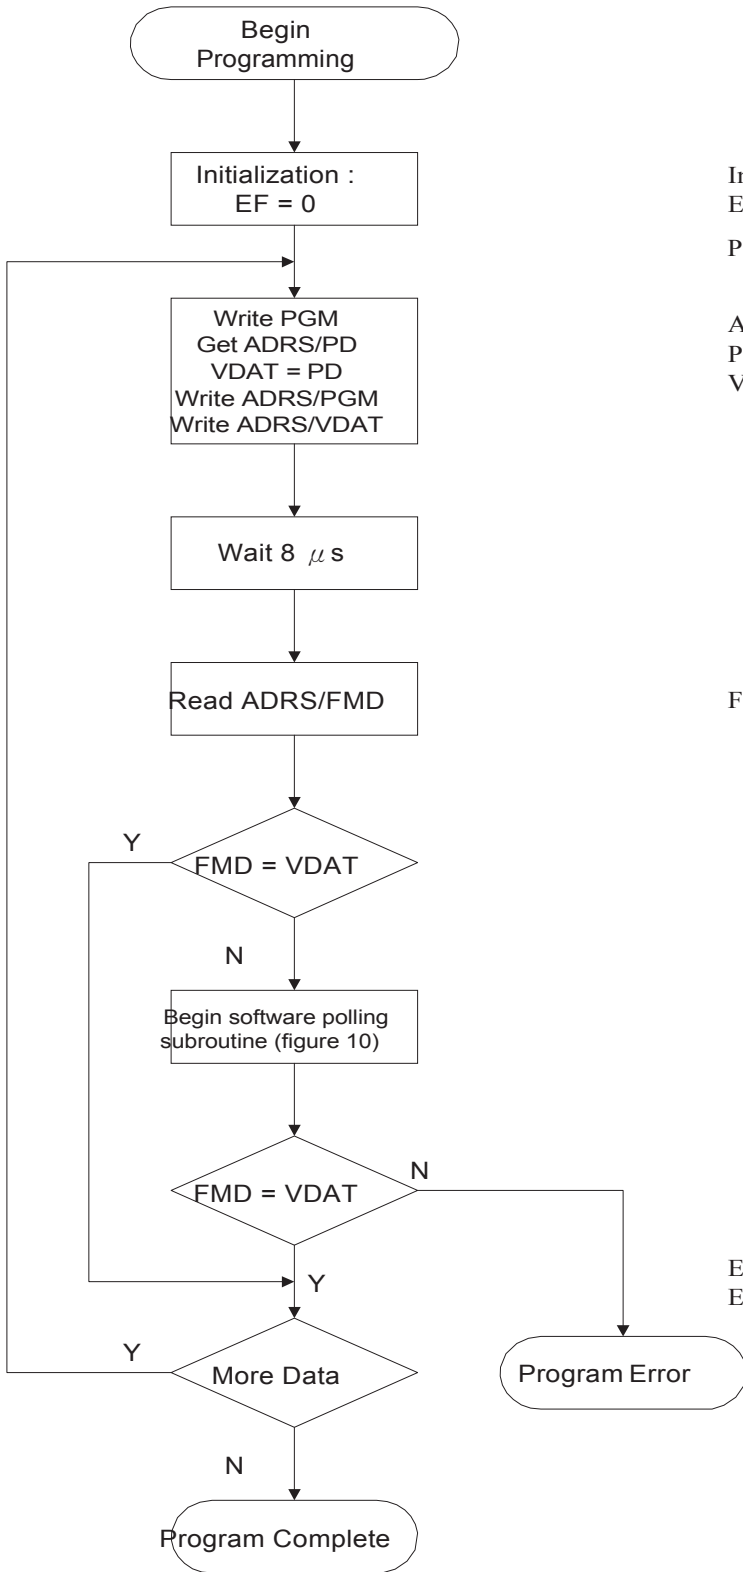 Begin
Programming
Initialization :
EF = 0
Write PGM
Get ADRS/PD
VDAT = PD
Write ADRS/PGM
Write ADRS/VDAT
Wait 8 μs
Read ADRS/FMD
Y
FMD = VDAT
N
Begin software polling
subroutine (figure 10)
N
FMD = VDAT
Y
Y
More Data
Program Error
N
Program Complete